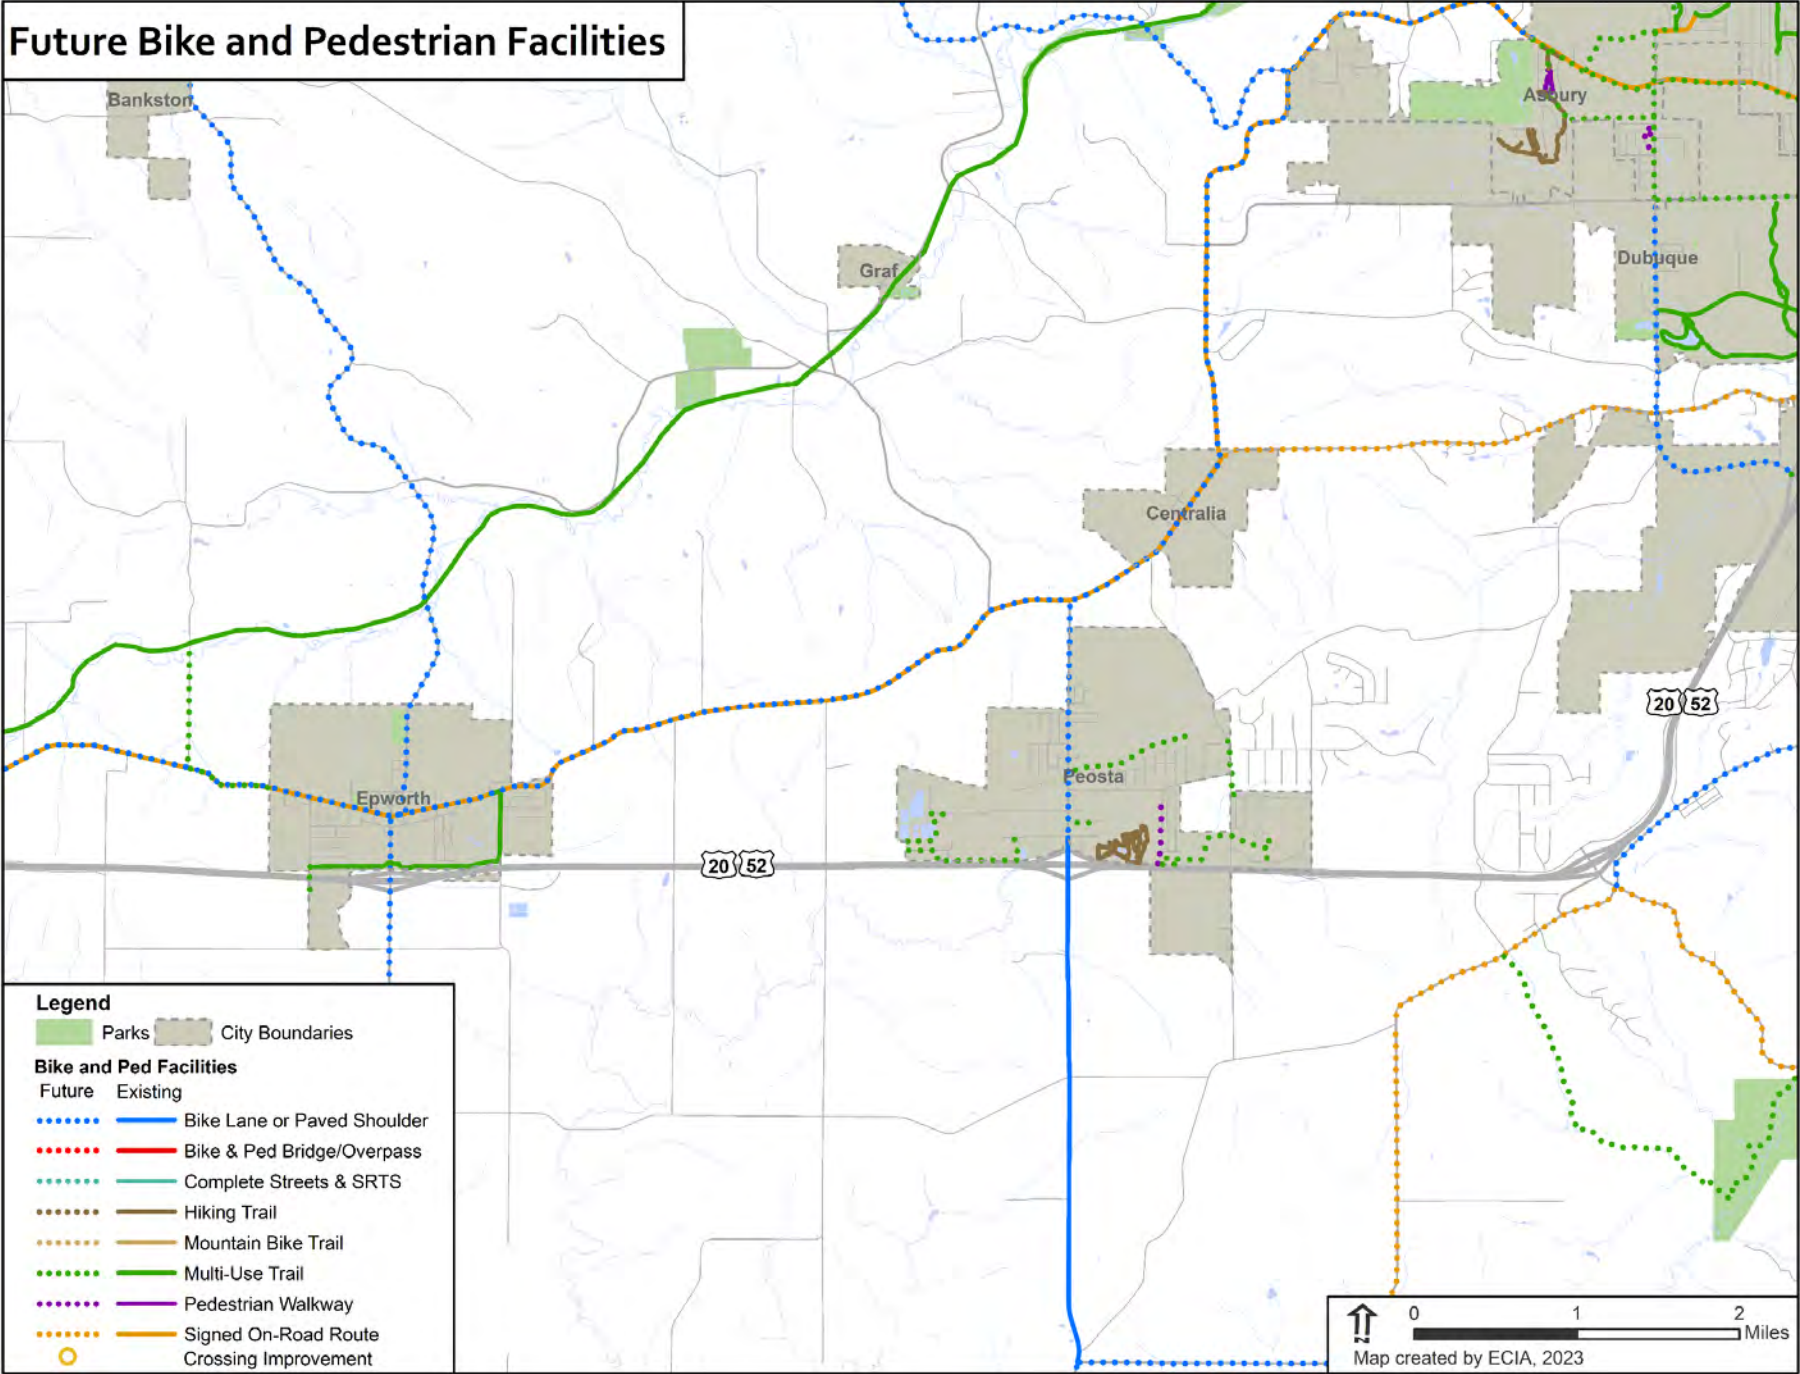 Future Bike and Pedestrian Facilities
Bankston
Asbury
Graf
Dubuque
Centralia
20 52
Peosta
Epworth
20 52
Legend
Parks City Boundaries
Bike and Ped Facilities
Future Existing
Bike Lane or Paved Shoulder
Bike & Ped Bridge/Overpass
Complete Streets & SRTS
Hiking Trail
Mountain Bike Trail
Multi-Use Trail
Pedestrian Walkway
Signed On-Road Route
Crossing Improvement
N
0 1 2
Miles
Map created by ECIA, 2023